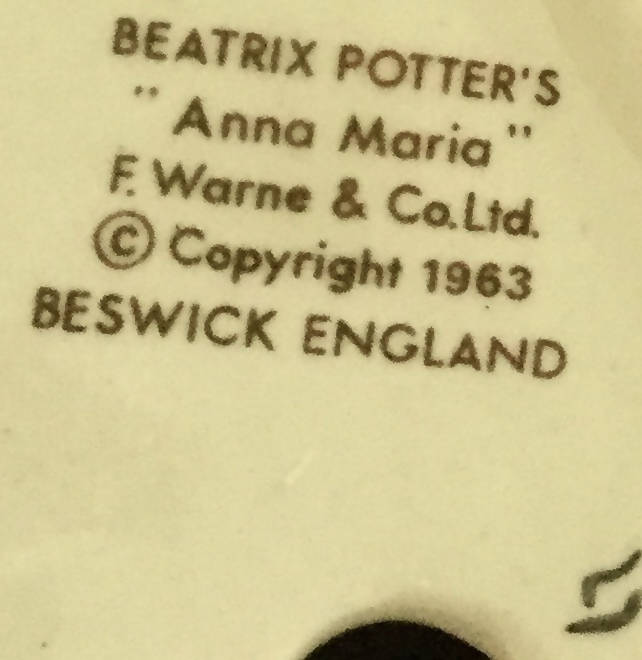 BEATRIX POTTER'S
"Anna Maria"
F. Warne & Co.Ltd.
© Copyright 1963
BESWICK ENGLAND